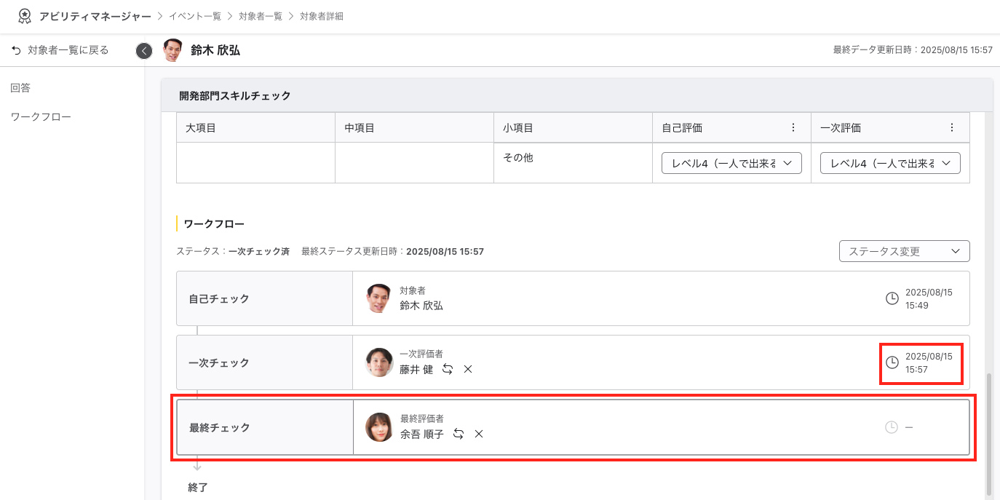 アビリティマネージャー > イベント一覧 > 対象者一覧 > 対象者詳細
対象者一覧に戻る
鈴木 欣弘
最終データ更新日時：2025/08/15 15:57
回答
ワークフロー
開発部門スキルチェック
大項目 中項目 小項目 自己評価 一次評価
その他 レベル4（一人で出来る レベル4（一人で出来る
ワークフロー
ステータス：一次チェック済 最終ステータス更新日時：2025/08/15 15:57
ステータス変更
自己チェック
対象者
鈴木 欣弘
2025/08/15
15:49
一次チェック
一次評価者
藤井 健
2025/08/15
15:57
最終チェック
最終評価者
余吾 順子
–
終了